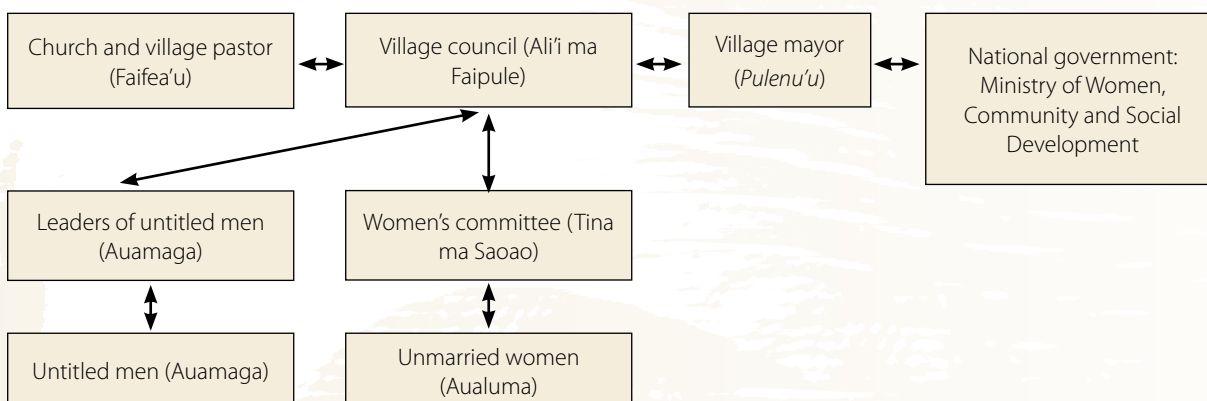 Church and village pastor
(Faifea'u)
Village council (Ali'i ma
Faipule)
Village mayor
(Pulenu'u)
National government:
Ministry of Women,
Community and Social
Development
Leaders of untitled men
(Auamaga)
Women's committee (Tina
ma Saoao)
Untitled men (Auamaga)
Unmarried women
(Aualuma)